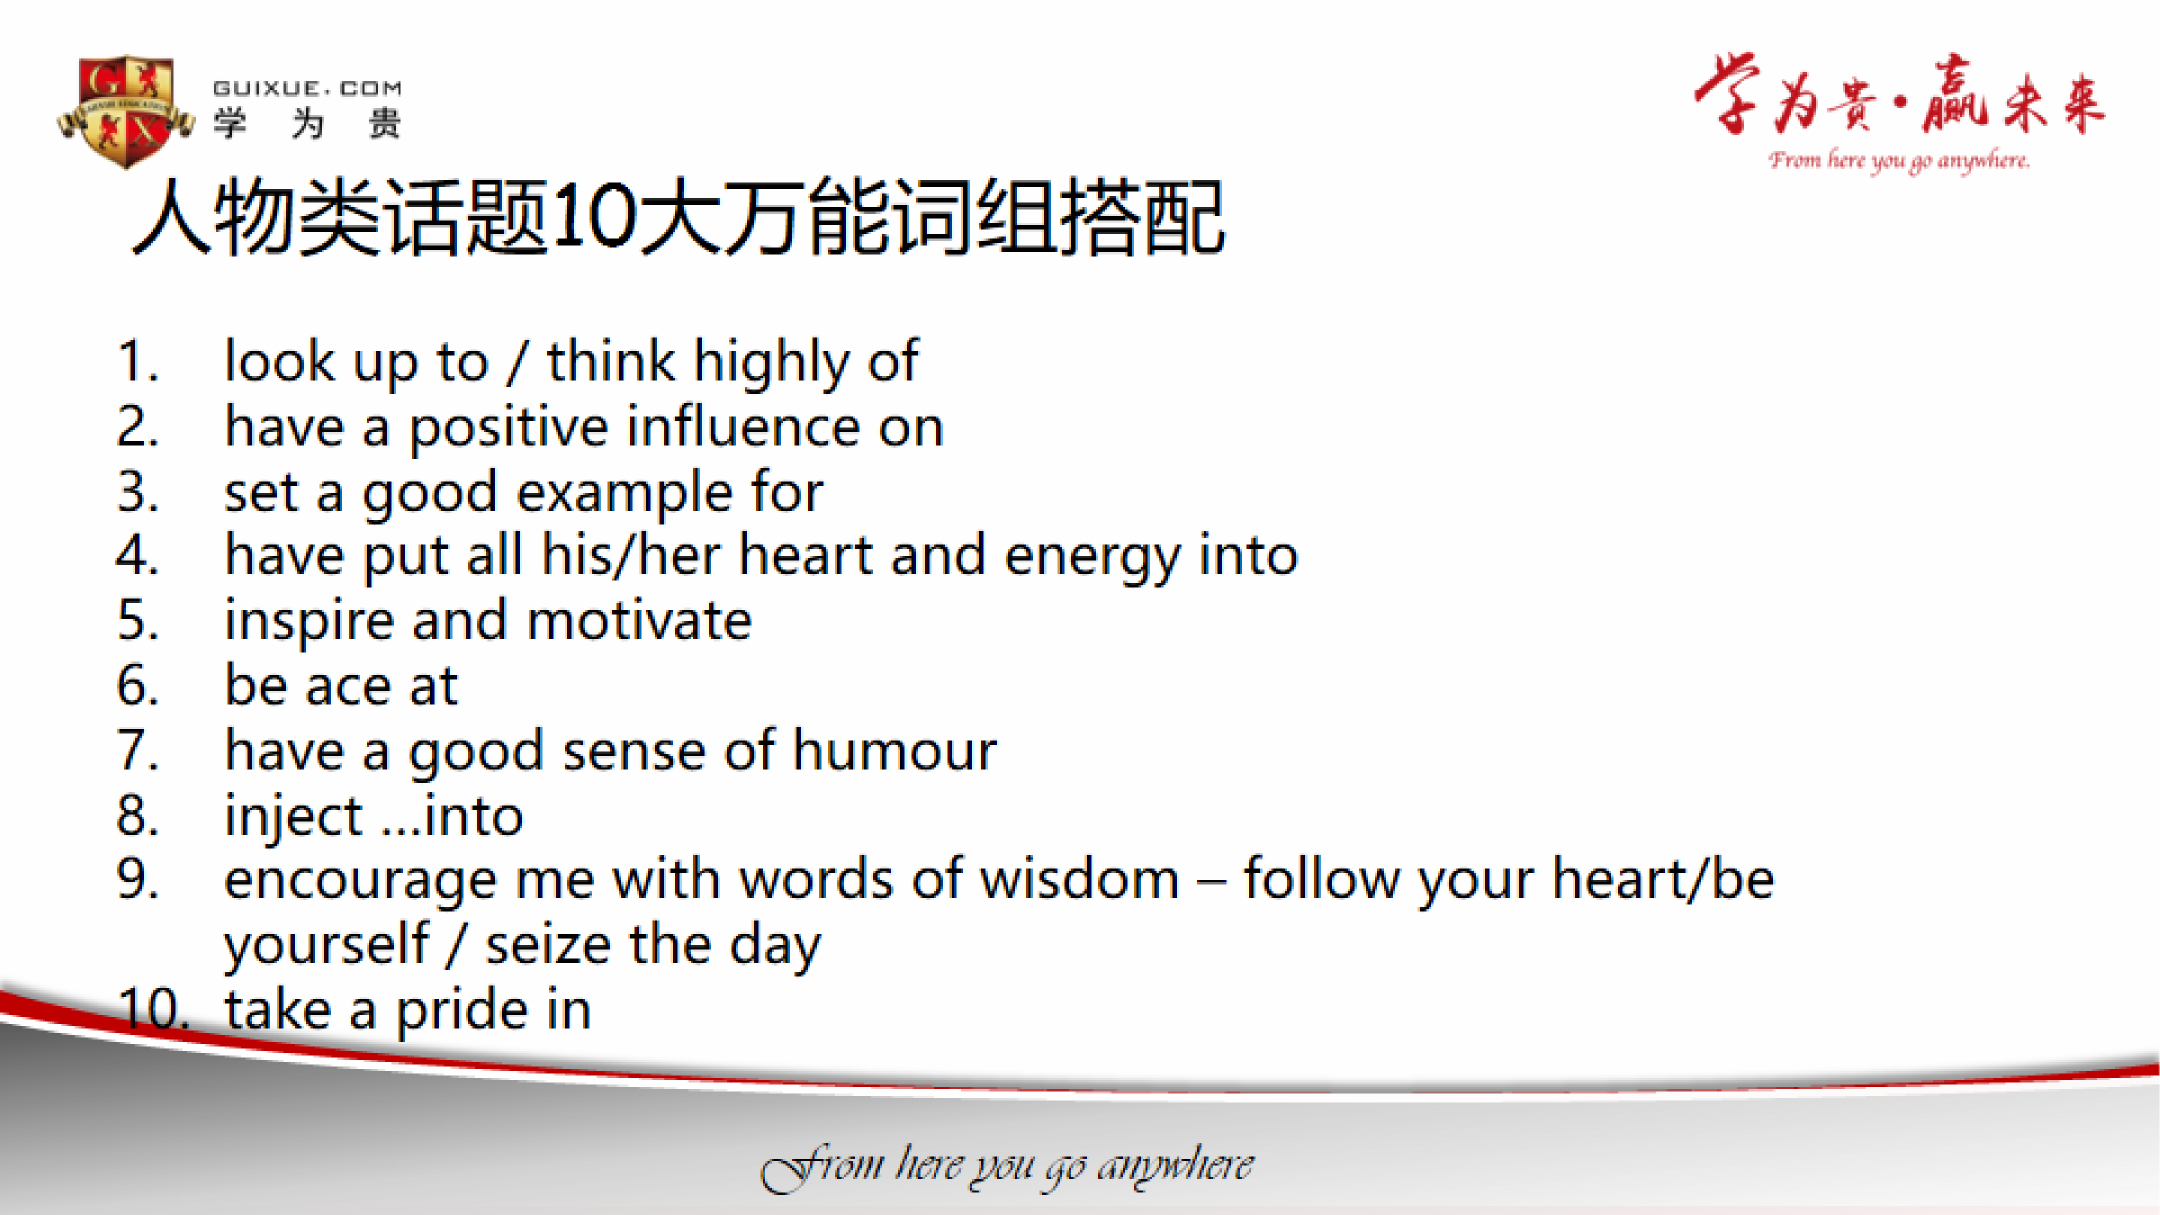 GUIXUE.COM
学为贵
学为贵·赢未来
From here you go anywhere.
人物类话题10大万能词组搭配
1. look up to / think highly of
2. have a positive influence on
3. set a good example for
4. have put all his/her heart and energy into
5. inspire and motivate
6. be ace at
7. have a good sense of humour
8. inject ...into
9. encourage me with words of wisdom – follow your heart/be
yourself / seize the day
10. take a pride in
From here you go anywhere